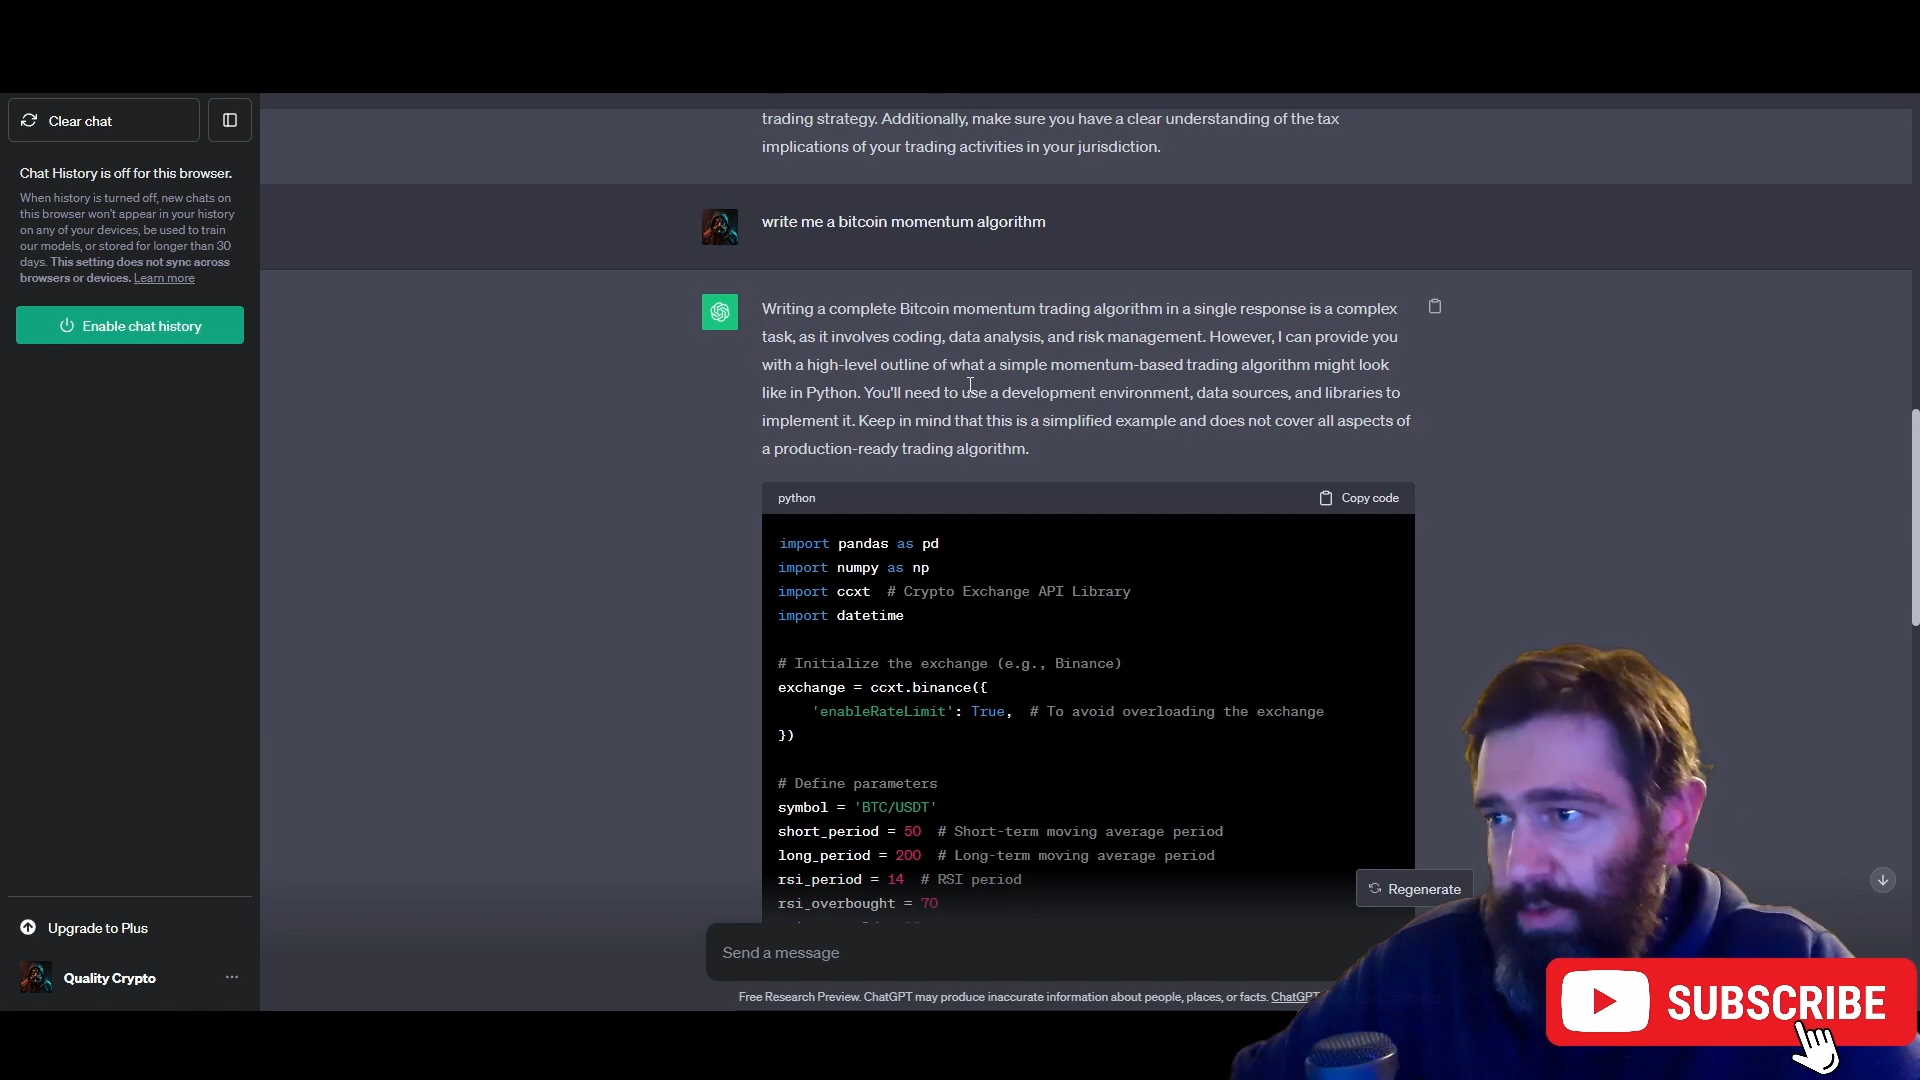 Clear chat
Chat History is off for this browser.
When history is turned off, new chats on
this browser won't appear in your history
on any of your devices, be used to train
our models, or stored for longer than 30
days. This setting does not sync across
browsers or devices. Learn more
Enable chat history
Upgrade to Plus
Quality Crypto
trading strategy. Additionally, make sure you have a clear understanding of the tax
implications of your trading activities in your jurisdiction.
write me a bitcoin momentum algorithm
Writing a complete Bitcoin momentum trading algorithm in a single response is a complex
task, as it involves coding, data analysis, and risk management. However, I can provide you
with a high-level outline of what a simple momentum-based trading algorithm might look
like in Python. You'll need to use a development environment, data sources, and libraries to
implement it. Keep in mind that this is a simplified example and does not cover all aspects of
a production-ready trading algorithm.
python
Copy code
import pandas as pd
import numpy as np
import ccxt  # Crypto Exchange API Library
import datetime
# Initialize the exchange (e.g., Binance)
exchange = ccxt.binance({
    'enableRateLimit': True,  # To avoid overloading the exchange
})
# Define parameters
symbol = 'BTC/USDT'
short_period = 50  # Short-term moving average period
long_period = 200  # Long-term moving average period
rsi_period = 14  # RSI period
rsi_overbought = 70
Regenerate
Send a message
Free Research Preview. ChatGPT may produce inaccurate information about people, places, or facts. ChatGPT
SUBSCRIBE